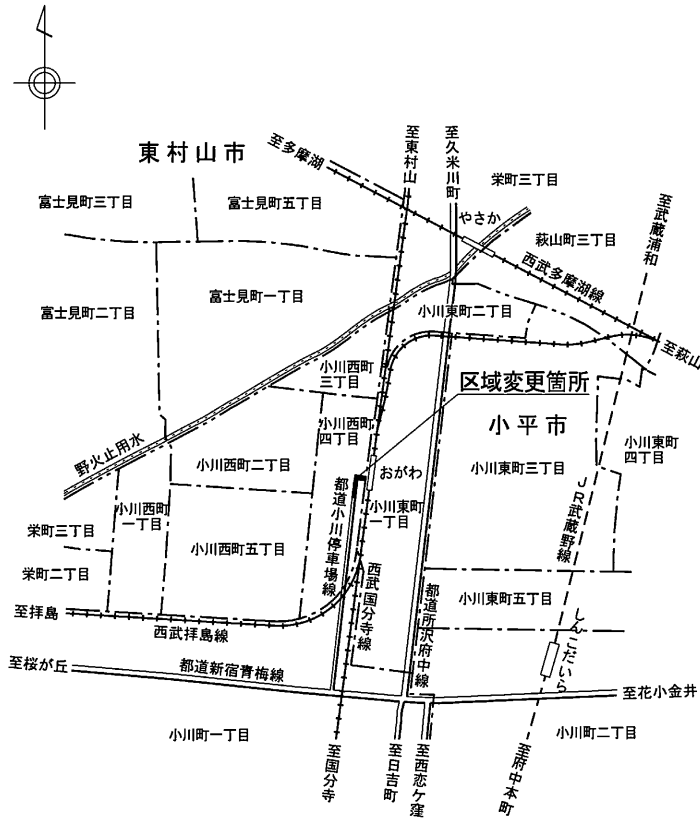 東村山市
至多摩湖
至東村山
至久米川町
栄町三丁目
富士見町三丁目
富士見町五丁目
やさか
萩山町三丁目
至武蔵浦和
西武多摩湖線
富士見町二丁目
富士見町一丁目
小川東町二丁目
至萩山
小川西町
三丁目
区域変更箇所
小川西町
四丁目
小平市
小川東町
四丁目
野火止用水
小川西町二丁目
おがわ
小川東町三丁目
小川西町
一丁目
都道小川停車場線
小川東町
一丁目
JR武蔵野線
栄町三丁目
小川西町五丁目
栄町二丁目
西武国分寺線
都道所沢府中線
小川東町五丁目
しんこだいら
至拝島
西武拝島線
至桜が丘
都道新宿青梅線
至花小金井
小川町一丁目
至国分寺
至日吉町
至西恋ケ窪
至府中本町
小川町二丁目